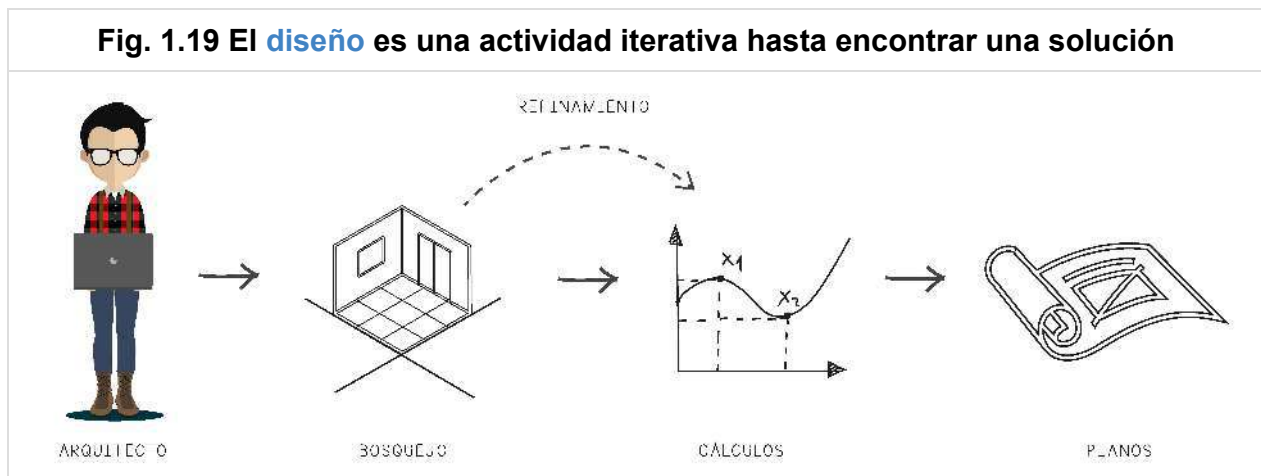 Fig. 1.19 El diseño es una actividad iterativa hasta encontrar una solución
REFINAMIENTO
X1
X2
ARQUITECTO
BOSQUEJO
CÁLCULOS
PLANOS